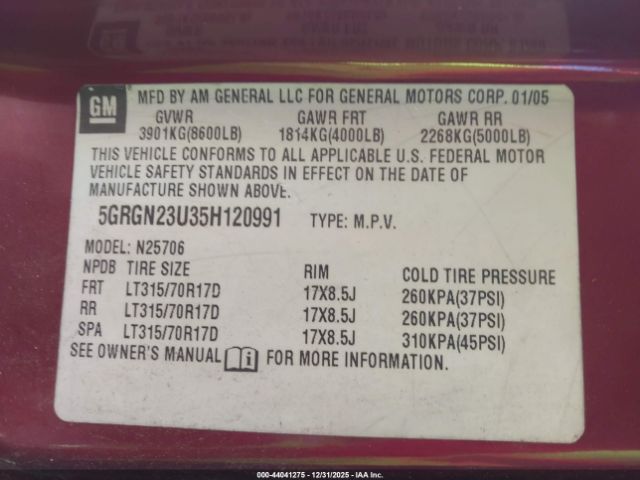 GM
MFD BY AM GENERAL LLC FOR GENERAL MOTORS CORP. 01/05
GVWR GAWR FRT GAWR RR
3901KG(8600LB) 1814KG(4000LB) 2268KG(5000LB)
THIS VEHICLE CONFORMS TO ALL APPLICABLE U.S. FEDERAL MOTOR
VEHICLE SAFETY STANDARDS IN EFFECT ON THE DATE OF
MANUFACTURE SHOWN ABOVE.
5GRGN23U35H120991 TYPE: M.P.V.
MODEL: N25706
NPDB TIRE SIZE RIM COLD TIRE PRESSURE
FRT LT315/70R17D 17X8.5J 260KPA(37PSI)
RR LT315/70R17D 17X8.5J 260KPA(37PSI)
SPA LT315/70R17D 17X8.5J 310KPA(45PSI)
SEE OWNER'S MANUAL i FOR MORE INFORMATION.
000-44041275 - 12/31/2025 - IAA Inc.